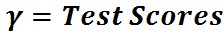 γ = Test Scores